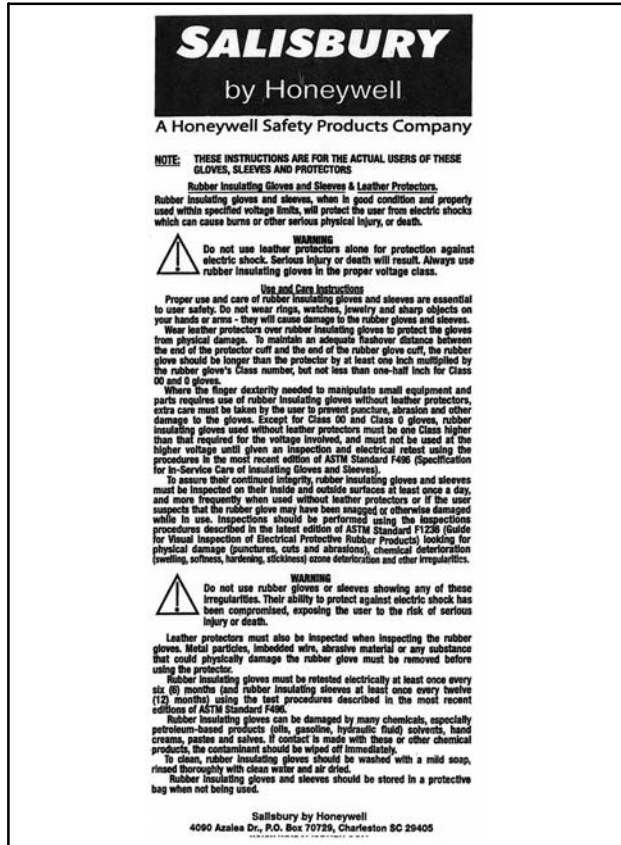 SALISBURY
by Honeywell
A Honeywell Safety Products Company
NOTE: THESE INSTRUCTIONS ARE FOR THE ACTUAL USERS OF THESE
GLOVES, SLEEVES AND PROTECTORS
Rubber Insulating Gloves and Sleeves & Leather Protectors.
Rubber insulating gloves and sleeves, when in good condition and properly
used within specified voltage limits, will protect the user from electric shocks
which can cause burns or other serious physical injury, or death.
WARNING
Do not use leather protectors alone for protection against
electric shock. Serious injury or death will result. Always use
rubber insulating gloves in the proper voltage class.
Use and Care Instructions
Proper use and care of rubber insulating gloves and sleeves are essential
to user safety. Do not wear rings, watches, jewelry and sharp objects on
your hands or arms - they will cause damage to the rubber gloves and sleeves.
Wear leather protectors over rubber insulating gloves to protect the gloves
from physical damage. To maintain an adequate flashover distance between
the end of the protector cuff and the end of the rubber glove cuff, the rubber
glove should be longer than the protector by at least one inch multiplied by
the rubber glove's Class number, but not less than one-half inch for Class
00 and 0 gloves.
Where the finger dexterity needed to manipulate small equipment and
parts requires use of rubber insulating gloves without leather protectors,
extra care must be taken by the user to prevent puncture, abrasion and other
damage to the gloves. Except for Class 00 and Class 0 gloves, rubber
insulating gloves used without leather protectors must be one Class higher
than that required for the voltage involved, and must not be used at the
higher voltage until given an inspection and electrical retest using the
procedures in the most recent edition of ASTM Standard F496 (Specification
for In-Service Care of Insulating Gloves and Sleeves).
To assure their continued integrity, rubber insulating gloves and sleeves
must be inspected on their inside and outside surfaces at least once a day,
and more frequently when used without leather protectors or if the user
suspects that the rubber glove may have been snagged or otherwise damaged
while in use. Inspections should be performed using the inspections
procedures described in the latest edition of ASTM Standard F1236 (Guide
for Visual Inspection of Electrical Protective Rubber Products) looking for
physical damage (punctures, cuts and abrasions), chemical deterioration
(swelling, softness, hardening, stickiness) ozone deterioration and other irregularities.
WARNING
Do not use rubber gloves or sleeves showing any of these
irregularities. Their ability to protect against electric shock has
been compromised, exposing the user to the risk of serious
injury or death.
Leather protectors must also be inspected when inspecting the rubber
gloves. Metal particles, imbedded wire, abrasive material or any substance
that could physically damage the rubber glove must be removed before
using the protector.
Rubber insulating gloves must be retested electrically at least once every
six (6) months (and rubber insulating sleeves at least once every twelve
(12) months) using the test procedures described in the most recent
editions of ASTM Standard F496.
Rubber insulating gloves can be damaged by many chemicals, especially
petroleum-based products (oils, gasoline, hydraulic fluid) solvents, hand
creams, pastes and salves. If contact is made with these or other chemical
products, the contaminant should be wiped off immediately.
To clean, rubber insulating gloves should be washed with a mild soap,
rinsed thoroughly with clean water and air dried.
Rubber insulating gloves and sleeves should be stored in a protective
bag when not being used.
Salisbury by Honeywell
4090 Azalea Dr., P.O. Box 70729, Charleston SC 29405